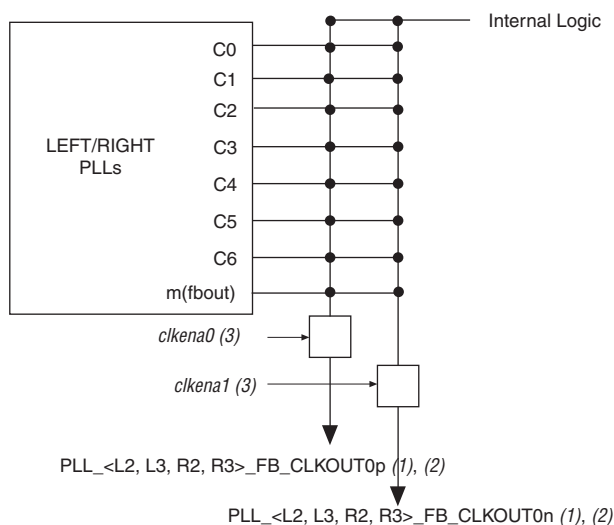 Internal Logic
C0
C1
C2
LEFT/RIGHT
PLLs
C3
C4
C5
C6
m(fbout)
clkena0 (3)
clkena1 (3)
PLL_<L2, L3, R2, R3>_FB_CLKOUT0p (1), (2)
PLL_<L2, L3, R2, R3>_FB_CLKOUT0n (1), (2)